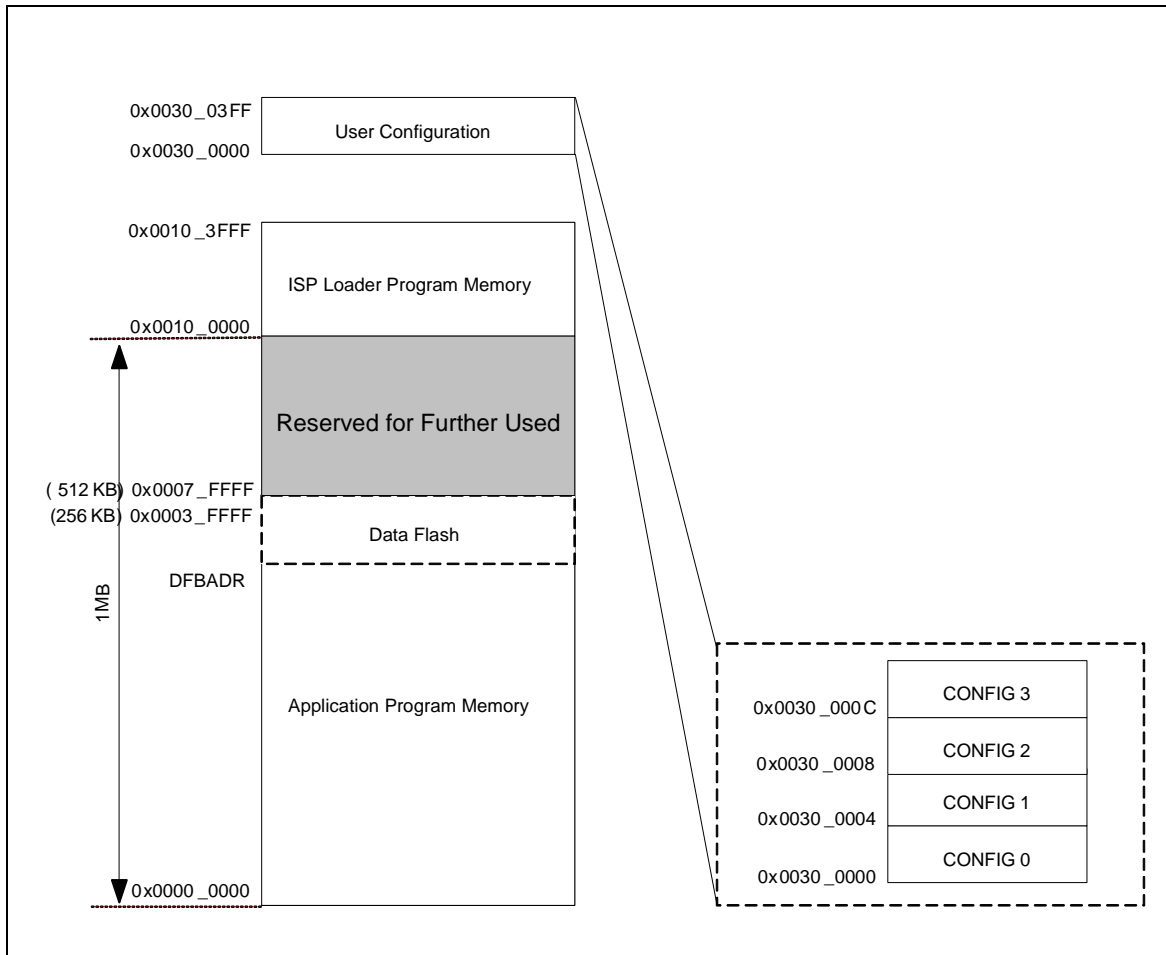 0x0030_03FF
User Configuration
0x0030_0000
0x0010_3FFF
ISP Loader Program Memory
0x0010_0000
Reserved for Further Used
( 512 KB) 0x0007_FFFF
(256 KB) 0x0003_FFFF
Data Flash
DFBADR
1MB
Application Program Memory
0x0000_0000
CONFIG 3
0x0030_000C
CONFIG 2
0x0030_0008
CONFIG 1
0x0030_0004
CONFIG 0
0x0030_0000